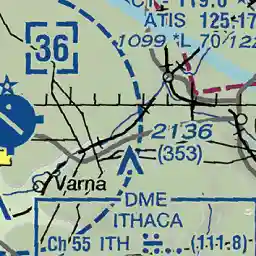 ATIS 125.17
36
1099 *L 70/122
2136
(353)
Varna
DME
ITHACA
Ch 55 ITH (111.8)